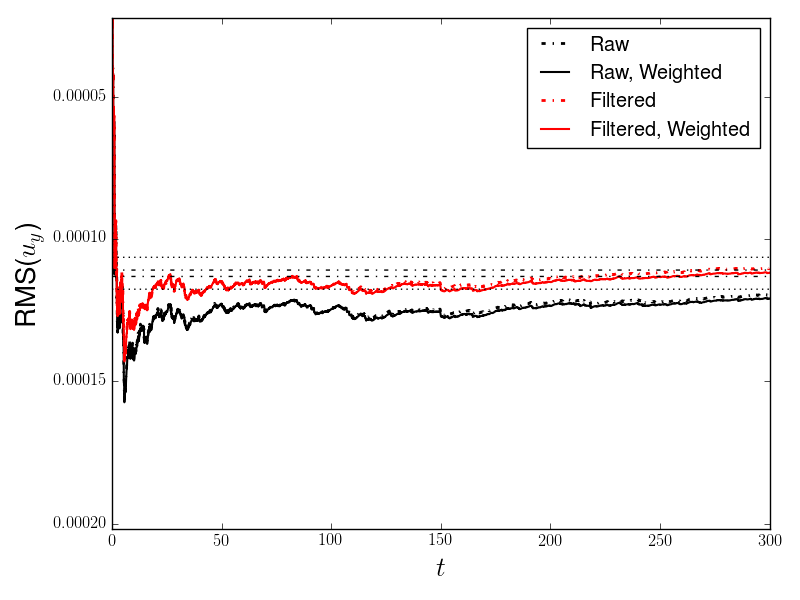 Raw
Raw, Weighted
Filtered
Filtered, Weighted
0.00005
0.00010
0.00015
0.00020
RMS(u_y)
0 50 100 150 200 250 300
t